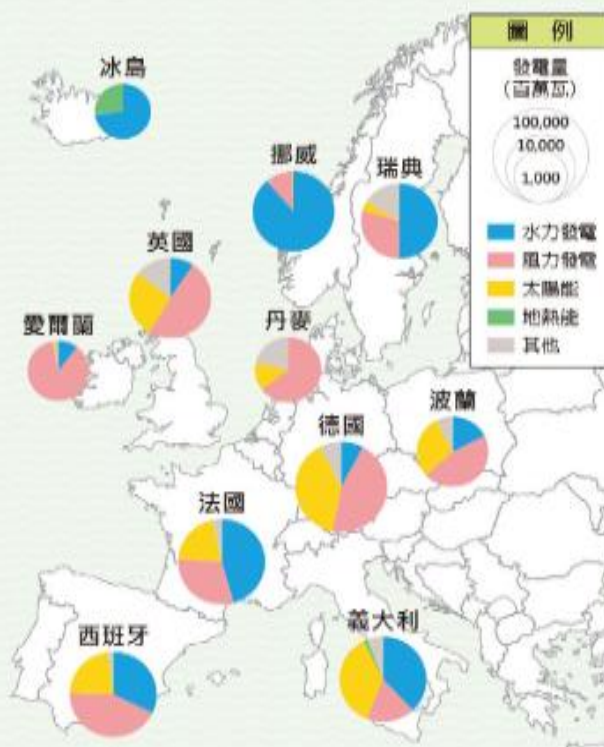 圖例
發電量
(百萬瓦)
100,000
10,000
1,000
水力發電
風力發電
太陽能
地熱能
其他
冰島
挪威
瑞典
英國
愛爾蘭
丹麥
波蘭
德國
法國
西班牙
義大利